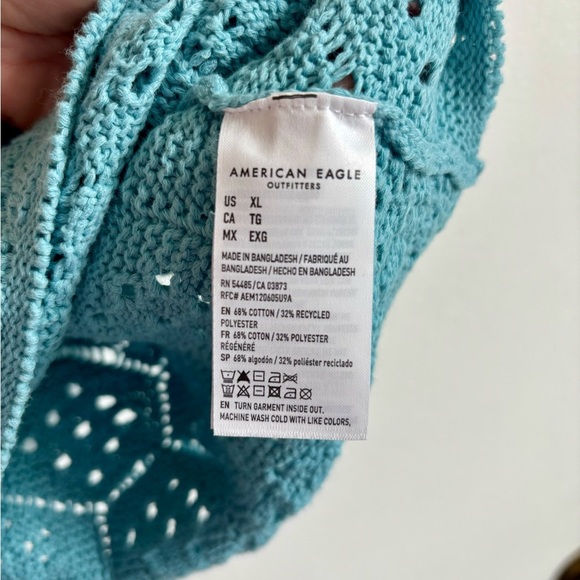 AMERICAN EAGLE
OUTFITTERS
US XL
CA TG
MX EXG
MADE IN BANGLADESH / FABRIQUÉ AU
BANGLADESH / HECHO EN BANGLADESH
RN 54485/CA 03873
RFC# AEM120605U9A
EN 68% COTTON / 32% RECYCLED
POLYESTER
FR 68% COTON / 32% POLYESTER
RÉGÉNÉRÉ
SP 68% algodón / 32% poliéster reciclado
EN TURN GARMENT INSIDE OUT.
MACHINE WASH COLD WITH LIKE COLORS,